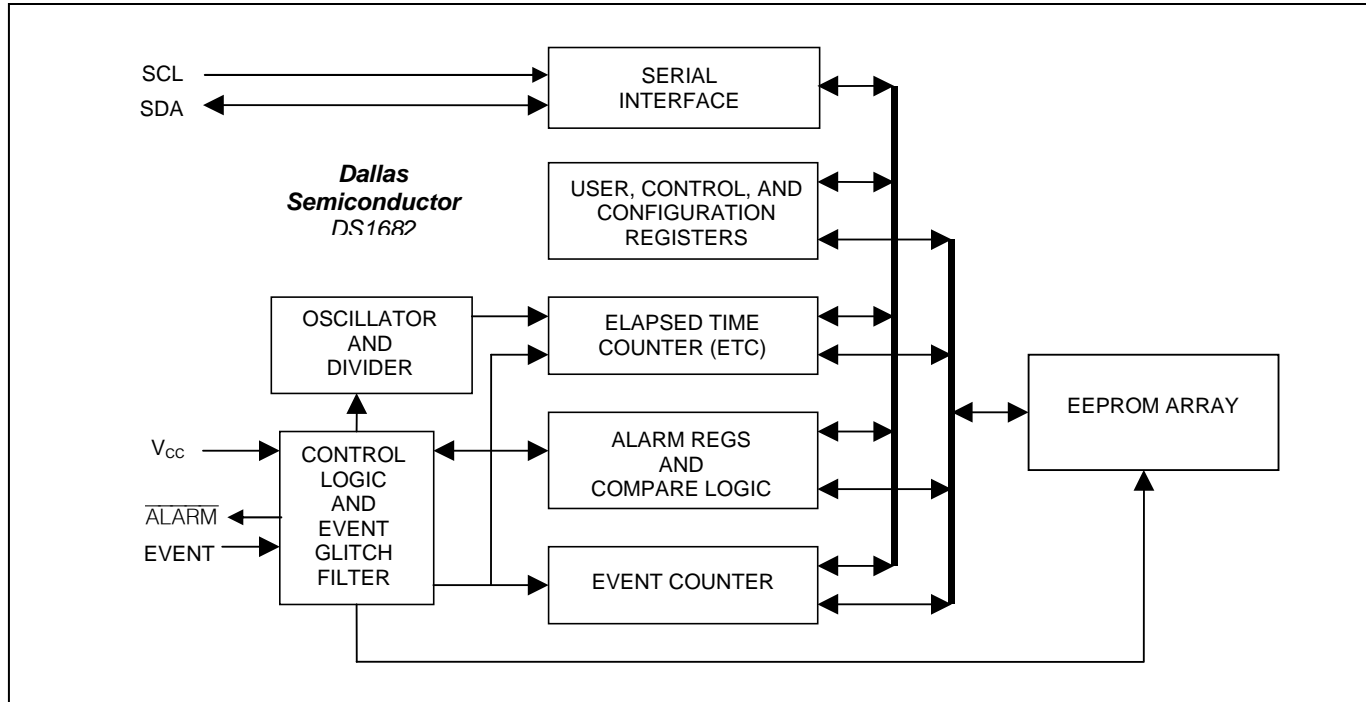 SCL
SDA
SERIAL
INTERFACE
Dallas
Semiconductor
DS1682
USER, CONTROL, AND
CONFIGURATION
REGISTERS
OSCILLATOR
AND
DIVIDER
ELAPSED TIME
COUNTER (ETC)
EEPROM ARRAY
VCC
ALARM
EVENT
CONTROL
LOGIC
AND
EVENT
GLITCH
FILTER
ALARM REGS
AND
COMPARE LOGIC
EVENT COUNTER